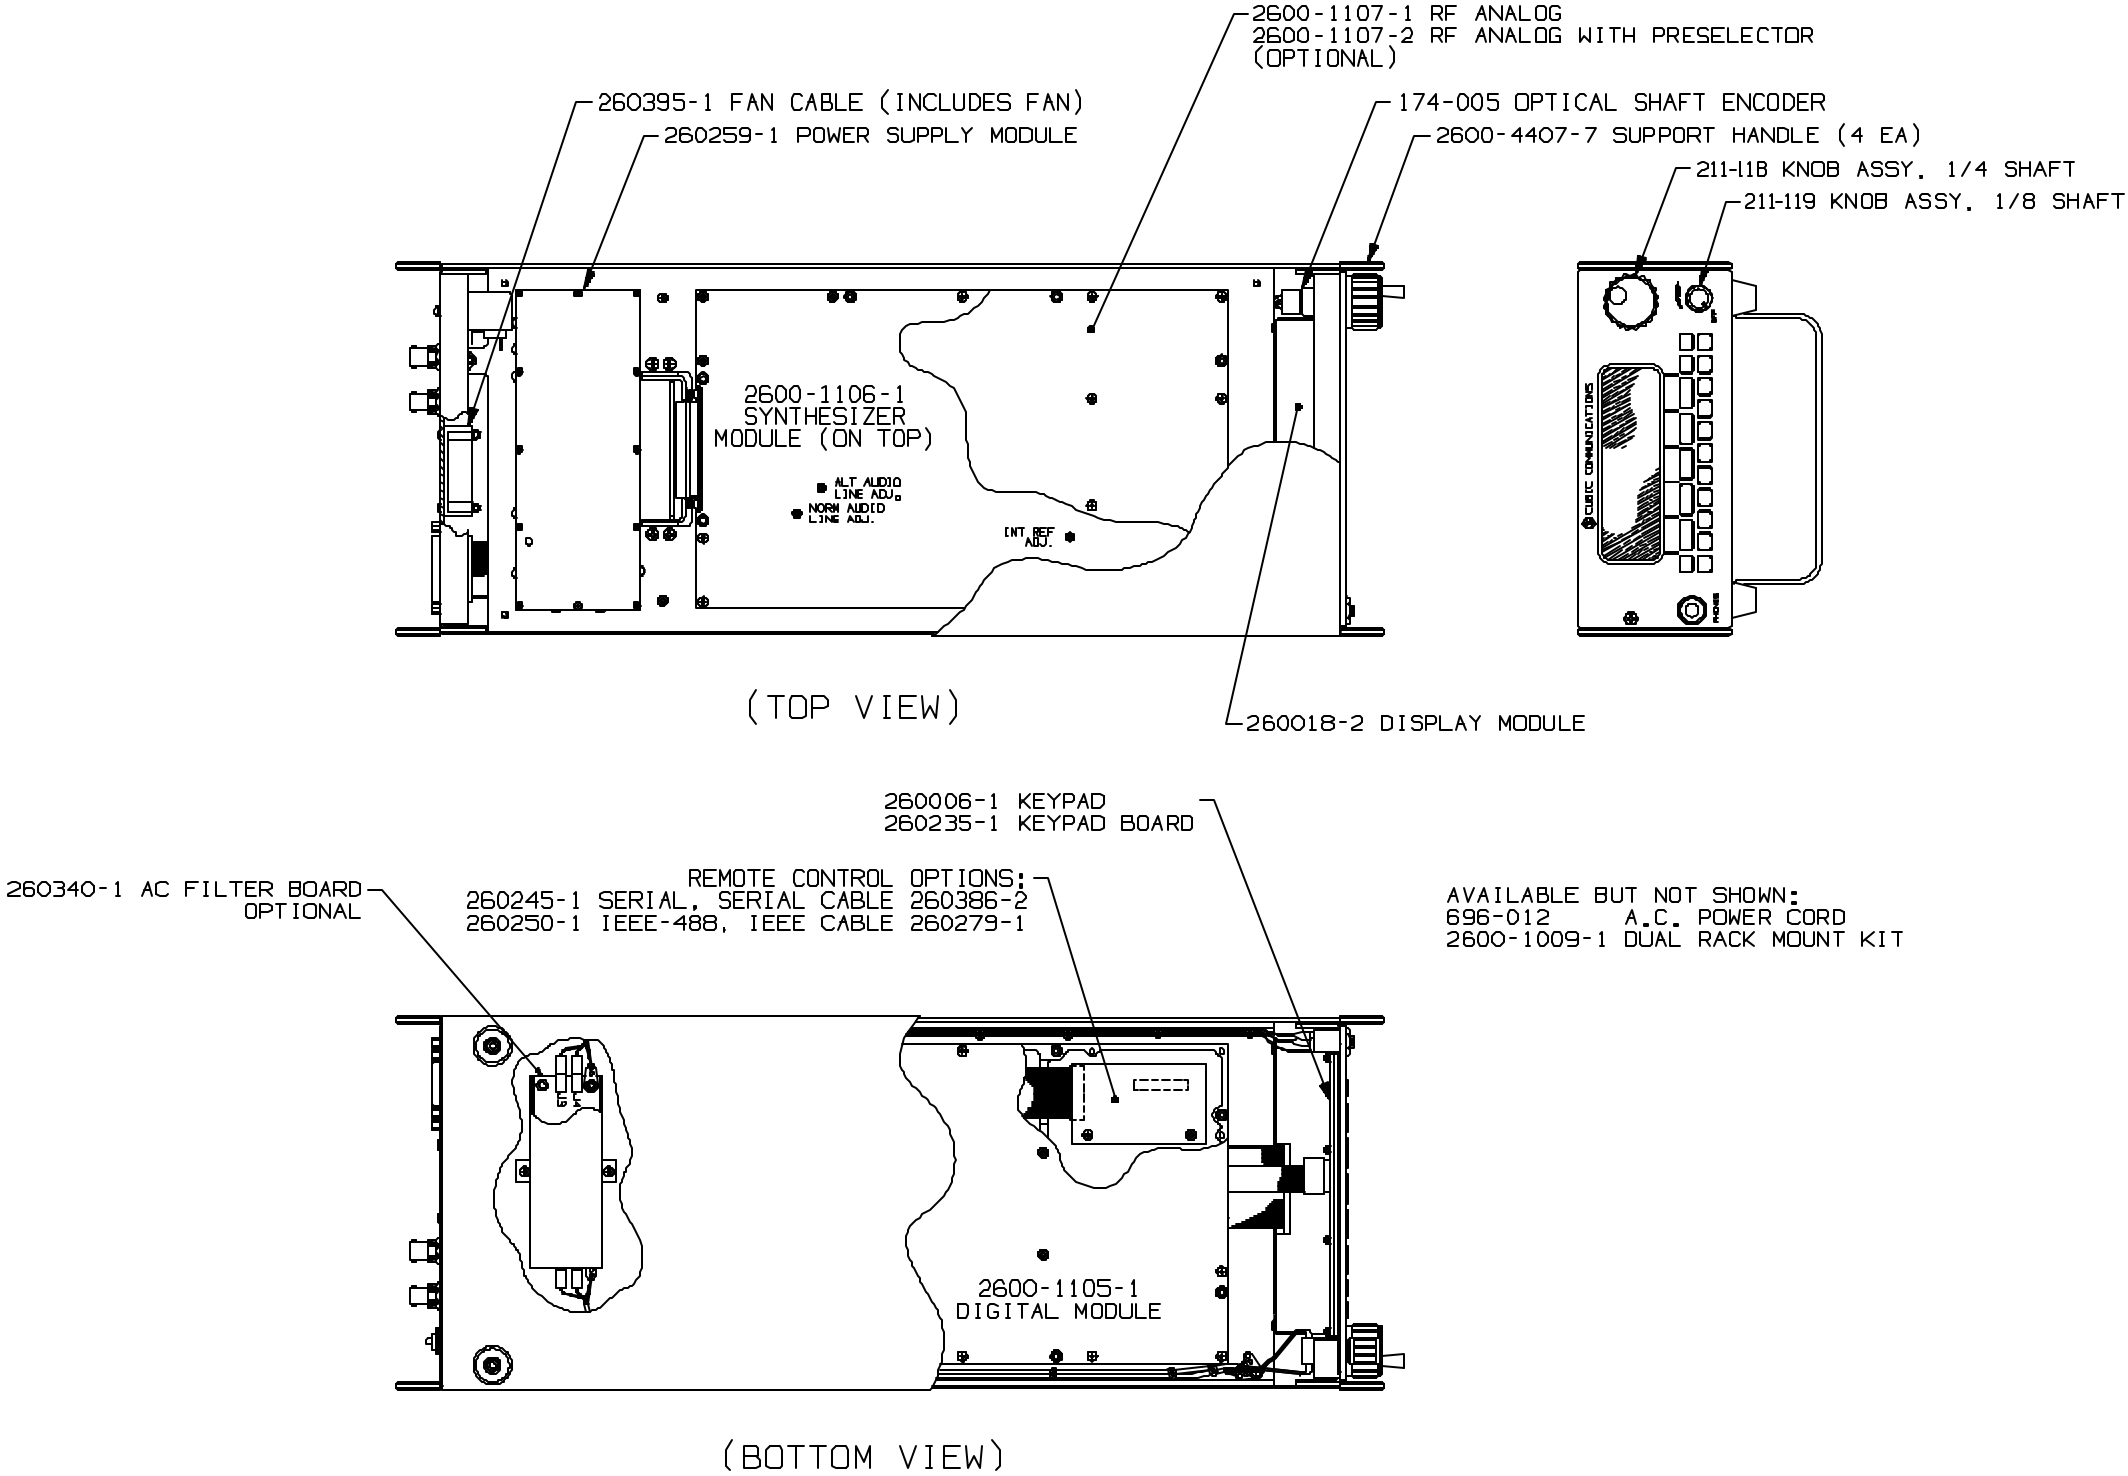 2600-1107-1 RF ANALOG
2600-1107-2 RF ANALOG WITH PRESELECTOR
(OPTIONAL)
260395-1 FAN CABLE (INCLUDES FAN)
174-005 OPTICAL SHAFT ENCODER
260259-1 POWER SUPPLY MODULE
2600-4407-7 SUPPORT HANDLE (4 EA)
211-118 KNOB ASSY. 1/4 SHAFT
211-119 KNOB ASSY. 1/8 SHAFT
2600-1106-1
SYNTHESIZER
MODULE (ON TOP)
ALT AUDIO
LINE ADJ.
NORM AUDIO
LINE ADJ.
INT REF
ADJ.
CUBIC COMMUNICATIONS
PHONES
(TOP VIEW)
260018-2 DISPLAY MODULE
260006-1 KEYPAD
260235-1 KEYPAD BOARD
260340-1 AC FILTER BOARD
OPTIONAL
REMOTE CONTROL OPTIONS:
260245-1 SERIAL, SERIAL CABLE 260386-2
260250-1 IEEE-488, IEEE CABLE 260279-1
AVAILABLE BUT NOT SHOWN:
696-012 A.C. POWER CORD
2600-1009-1 DUAL RACK MOUNT KIT
J3 J4
2600-1105-1
DIGITAL MODULE
(BOTTOM VIEW)